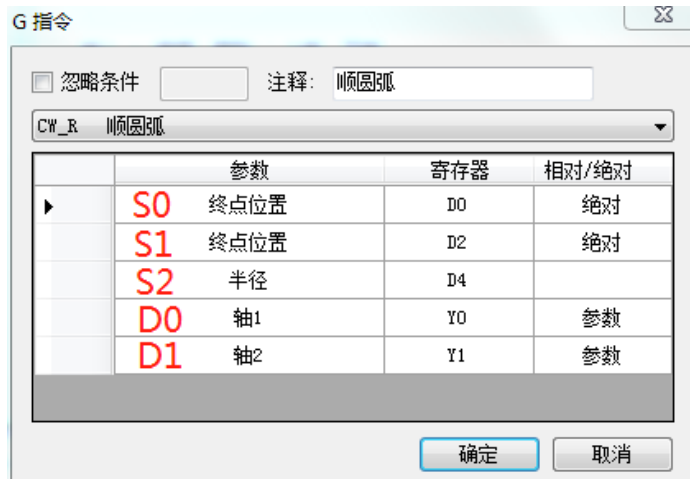 G 指令
忽略条件 注释: 顺圆弧
CW_R 顺圆弧
参数 寄存器 相对/绝对
S0 终点位置 D0 绝对
S1 终点位置 D2 绝对
S2 半径 D4
D0 轴1 Y0 参数
D1 轴2 Y1 参数
确定 取消